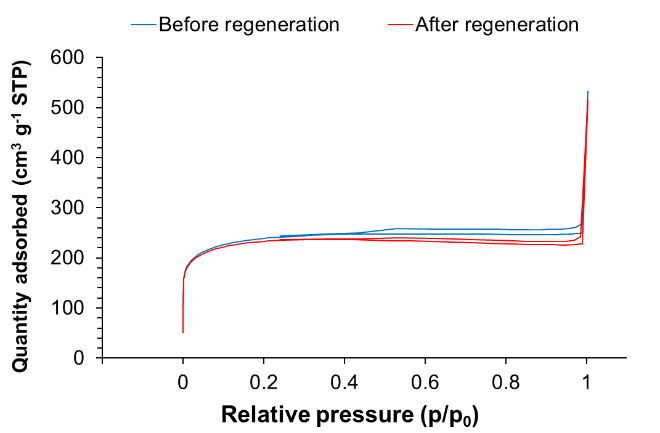 Before regeneration After regeneration
Quantity adsorbed (cm³ g⁻¹ STP)
600
500
400
300
200
100
0
0 0.2 0.4 0.6 0.8 1
Relative pressure (p/p₀)